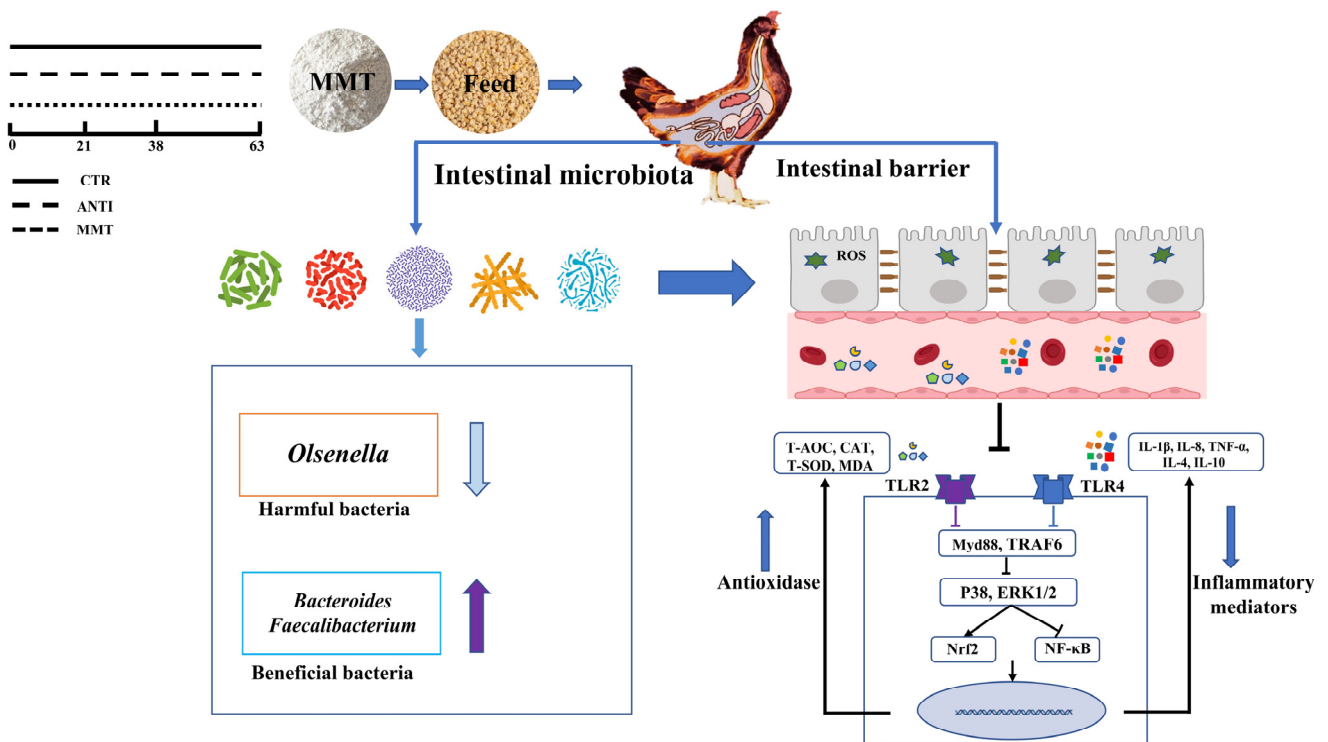 0 21 38 63
CTR
ANTI
MMT
MMT
Feed
Intestinal microbiota
Intestinal barrier
ROS
Olsenella
Harmful bacteria
Bacteroides
Faecalibacterium
Beneficial bacteria
T-AOC, CAT,
T-SOD, MDA
IL-1β, IL-8, TNF-α,
IL-4, IL-10
TLR2
TLR4
Myd88, TRAF6
Antioxidase
P38, ERK1/2
Inflammatory
mediators
Nrf2
NF-κB